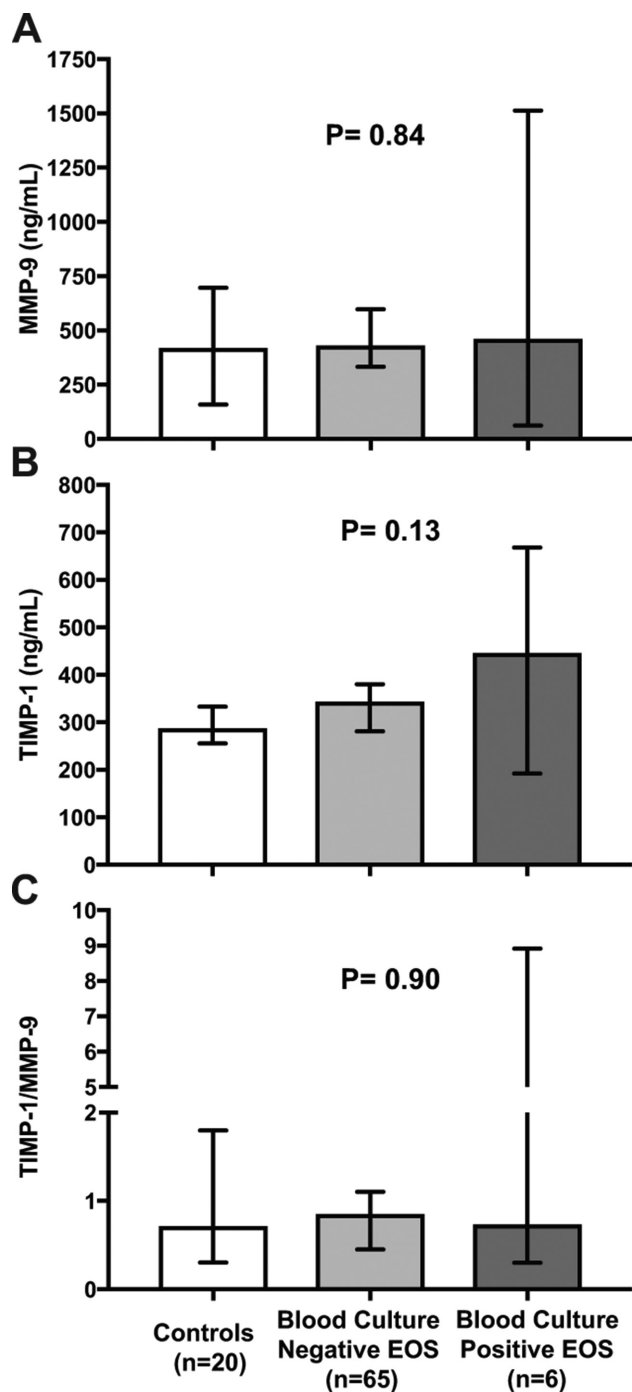 A
1750
1500
1250
1000
750
500
250
0
MMP-9 (ng/mL)
P= 0.84
B
800
700
600
500
400
300
200
100
0
TIMP-1 (ng/mL)
P= 0.13
C
10
9
8
7
6
5
2
1
0
TIMP-1/MMP-9
P= 0.90
Controls
(n=20)
Blood Culture
Negative EOS
(n=65)
Blood Culture
Positive EOS
(n=6)